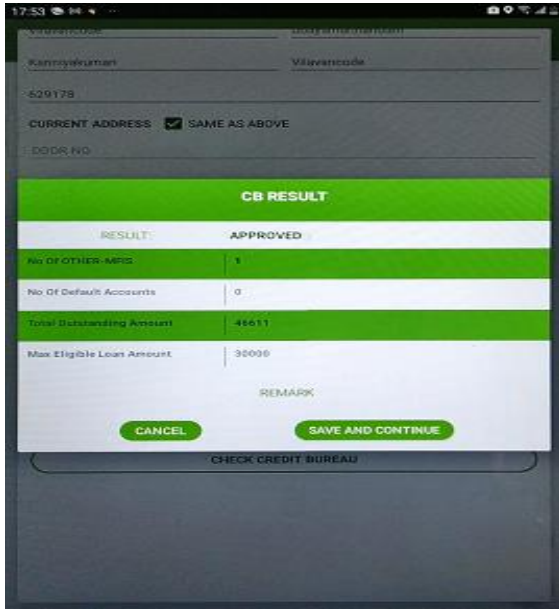 17:53
Kanniyakumari Vilavancode
629178
CURRENT ADDRESS SAME AS ABOVE
DOOR NO
CB RESULT
RESULT: APPROVED
No Of OTHER-MFIS 1
No Of Default Accounts 0
Total Outstanding Amount 46611
Max Eligible Loan Amount 30000
REMARK
CANCEL SAVE AND CONTINUE
CHECK CREDIT BUREAU